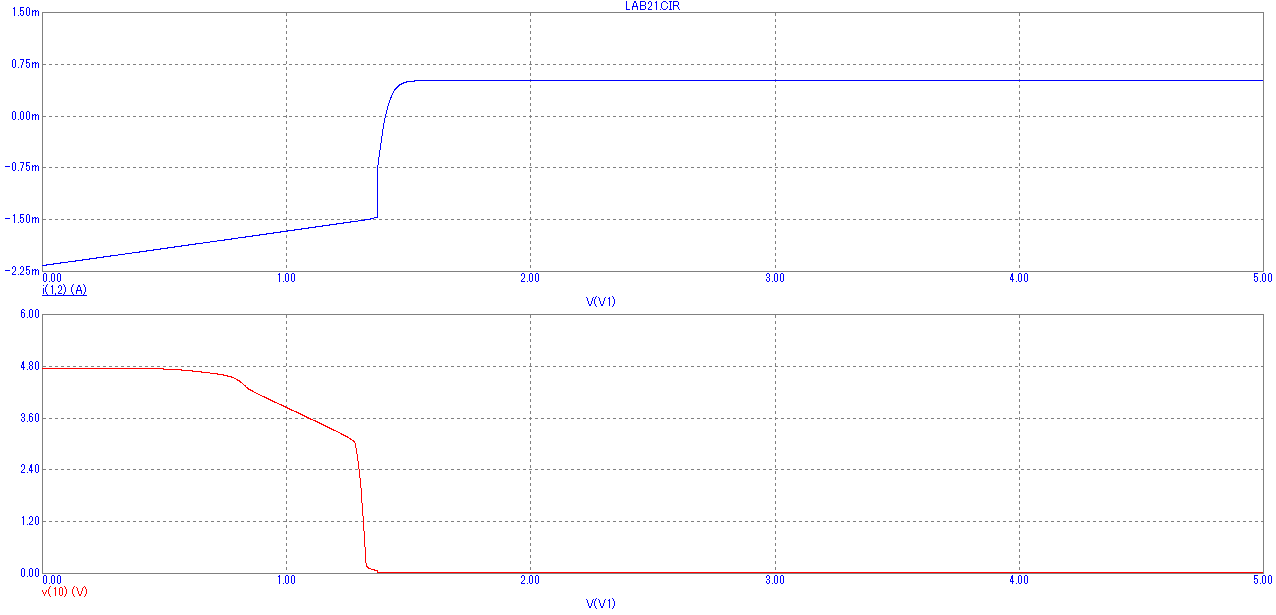 LAB21.CIR
1.50m
0.75m
0.00m
-0.75m
-1.50m
-2.25m
0.00 1.00 2.00 3.00 4.00 5.00
i(1,2) (A)
V(V1)
6.00
4.80
3.60
2.40
1.20
0.00
0.00 1.00 2.00 3.00 4.00 5.00
v(10) (V)
V(V1)